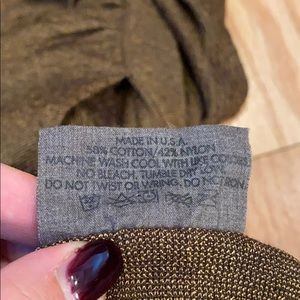 MADE IN U.S.A.
58% COTTON/42% NYLON
MACHINE WASH COOL WITH LIKE COLORS
NO BLEACH, TUMBLE DRY LOW.
DO NOT TWIST OR WRING. DO NOT IRON.